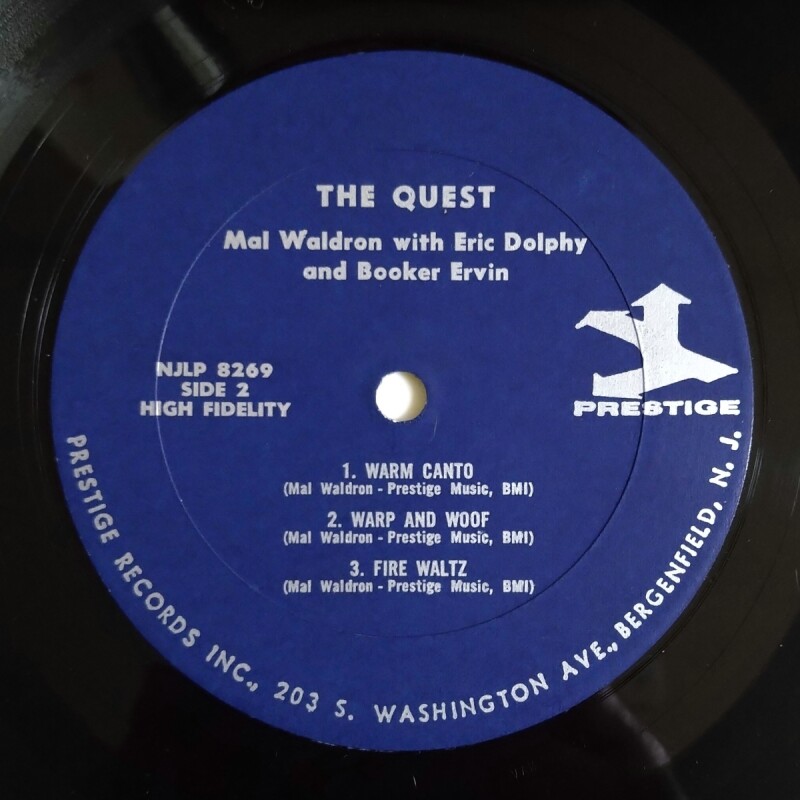 THE QUEST
Mal Waldron with Eric Dolphy
and Booker Ervin
NJLP 8269
SIDE 2
HIGH FIDELITY
PRESTIGE
1. WARM CANTO
(Mal Waldron - Prestige Music, BMI)
2. WARP AND WOOF
(Mal Waldron - Prestige Music, BMI)
3. FIRE WALTZ
(Mal Waldron - Prestige Music, BMI)
PRESTIGE RECORDS INC., 203 S. WASHINGTON AVE., BERGENFIELD, N. J.